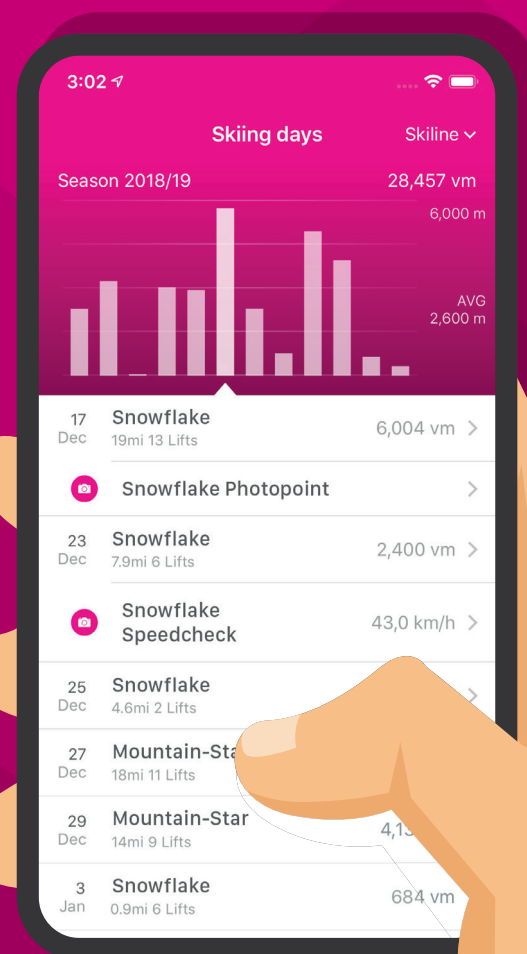 3:02
Skiing days
Skiline
Season 2018/19 28,457 vm
6,000 m
AVG
2,600 m
17 Snowflake
Dec 19mi 13 Lifts 6,004 vm
Snowflake Photopoint
23 Snowflake
Dec 7.9mi 6 Lifts 2,400 vm
Snowflake
Speedcheck 43,0 km/h
25 Snowflake
Dec 4.6mi 2 Lifts
27
Dec 18mi 11 Lifts
29 Mountain-Star
Dec 14mi 9 Lifts
3 Snowflake
Jan 0.9mi 6 Lifts 684 vm